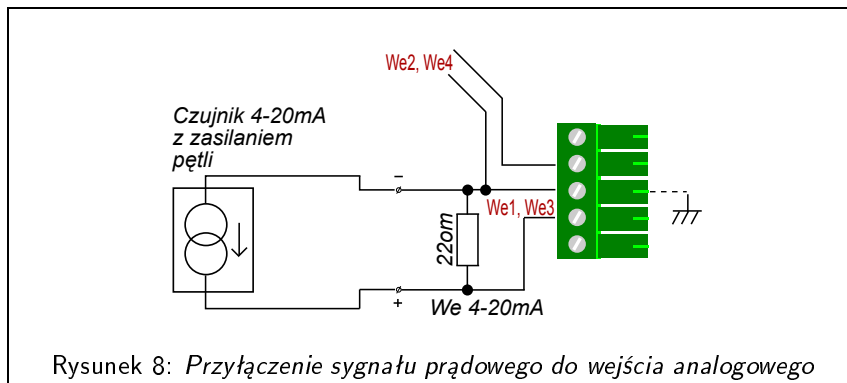 We2, We4
Czujnik 4-20mA
z zasilaniem
pętli
−
We1, We3
22om
+
We 4-20mA
Rysunek 8: Przyłączenie sygnału prądowego do wejścia analogowego